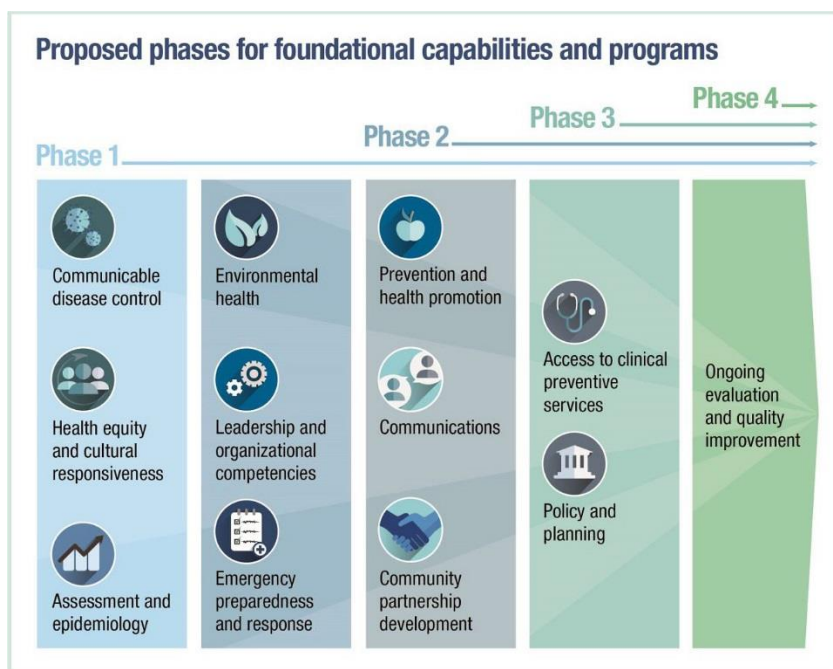 Proposed phases for foundational capabilities and programs
Phase 4
Phase 3
Phase 2
Phase 1
Communicable
disease control
Health equity
and cultural
responsiveness
Assessment and
epidemiology
Environmental
health
Leadership and
organizational
competencies
Emergency
preparedness
and response
Prevention and
health promotion
Communications
Community
partnership
development
Access to clinical
preventive
services
Policy and
planning
Ongoing
evaluation
and quality
improvement